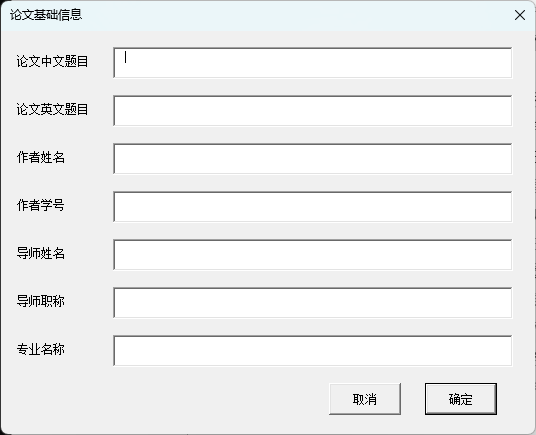 论文基础信息
论文中文题目
论文英文题目
作者姓名
作者学号
导师姓名
导师职称
专业名称
取消 确定